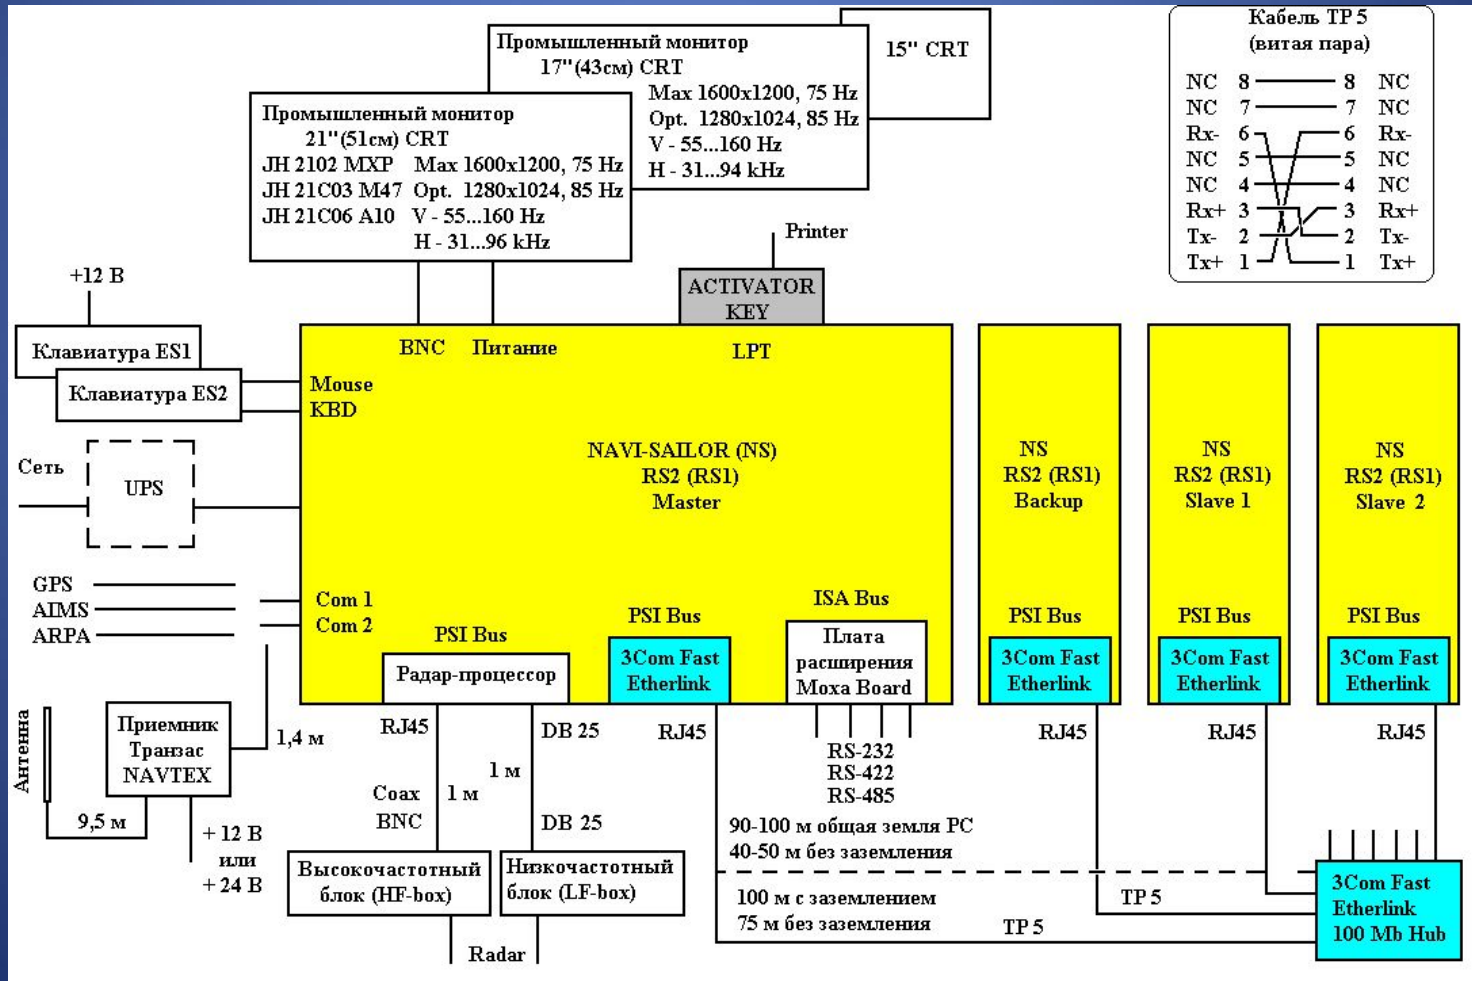 Промышленный монитор
17"(43см) CRT
Max 1600x1200, 75 Hz
Opt. 1280x1024, 85 Hz
V - 55...160 Hz
H - 31...94 kHz
15" CRT
Промышленный монитор
21"(51см) CRT
JH 2102 MXP Max 1600x1200, 75 Hz
JH 21C03 M47 Opt. 1280x1024, 85 Hz
JH 21C06 A10 V - 55...160 Hz
H - 31...96 kHz
Кабель TP 5
(витая пара)
NC 8 8 NC
NC 7 7 NC
Rx- 6 6 Rx-
NC 5 5 NC
NC 4 4 NC
Rx+ 3 3 Rx+
Tx- 2 2 Tx-
Tx+ 1 1 Tx+
Printer
ACTIVATOR
KEY
+12 В
Клавиатура ES1
Клавиатура ES2
BNC Питание LPT
Mouse
KBD
Сеть
UPS
NAVI-SAILOR (NS)
RS2 (RS1)
Master
NS
RS2 (RS1)
Backup
NS
RS2 (RS1)
Slave 1
NS
RS2 (RS1)
Slave 2
GPS
AIMS
ARPA
Com 1
Com 2
PSI Bus
Радар-процессор
PSI Bus
3Com Fast
Etherlink
ISA Bus
Плата
расширения
Moxa Board
PSI Bus
3Com Fast
Etherlink
PSI Bus
3Com Fast
Etherlink
PSI Bus
3Com Fast
Etherlink
Антенна
Приемник
Транзас
NAVTEX
1,4 м
9,5 м
+ 12 В
или
+ 24 В
RJ45
Coax
BNC
1 м
DB 25
1 м
DB 25
RJ45
RS-232
RS-422
RS-485
RJ45
RJ45
RJ45
Высокочастотный
блок (HF-box)
Низкочастотный
блок (LF-box)
Radar
90-100 м общая земля РС
40-50 м без заземления
100 м с заземлением
75 м без заземления
TP 5
TP 5
3Com Fast
Etherlink
100 Mb Hub